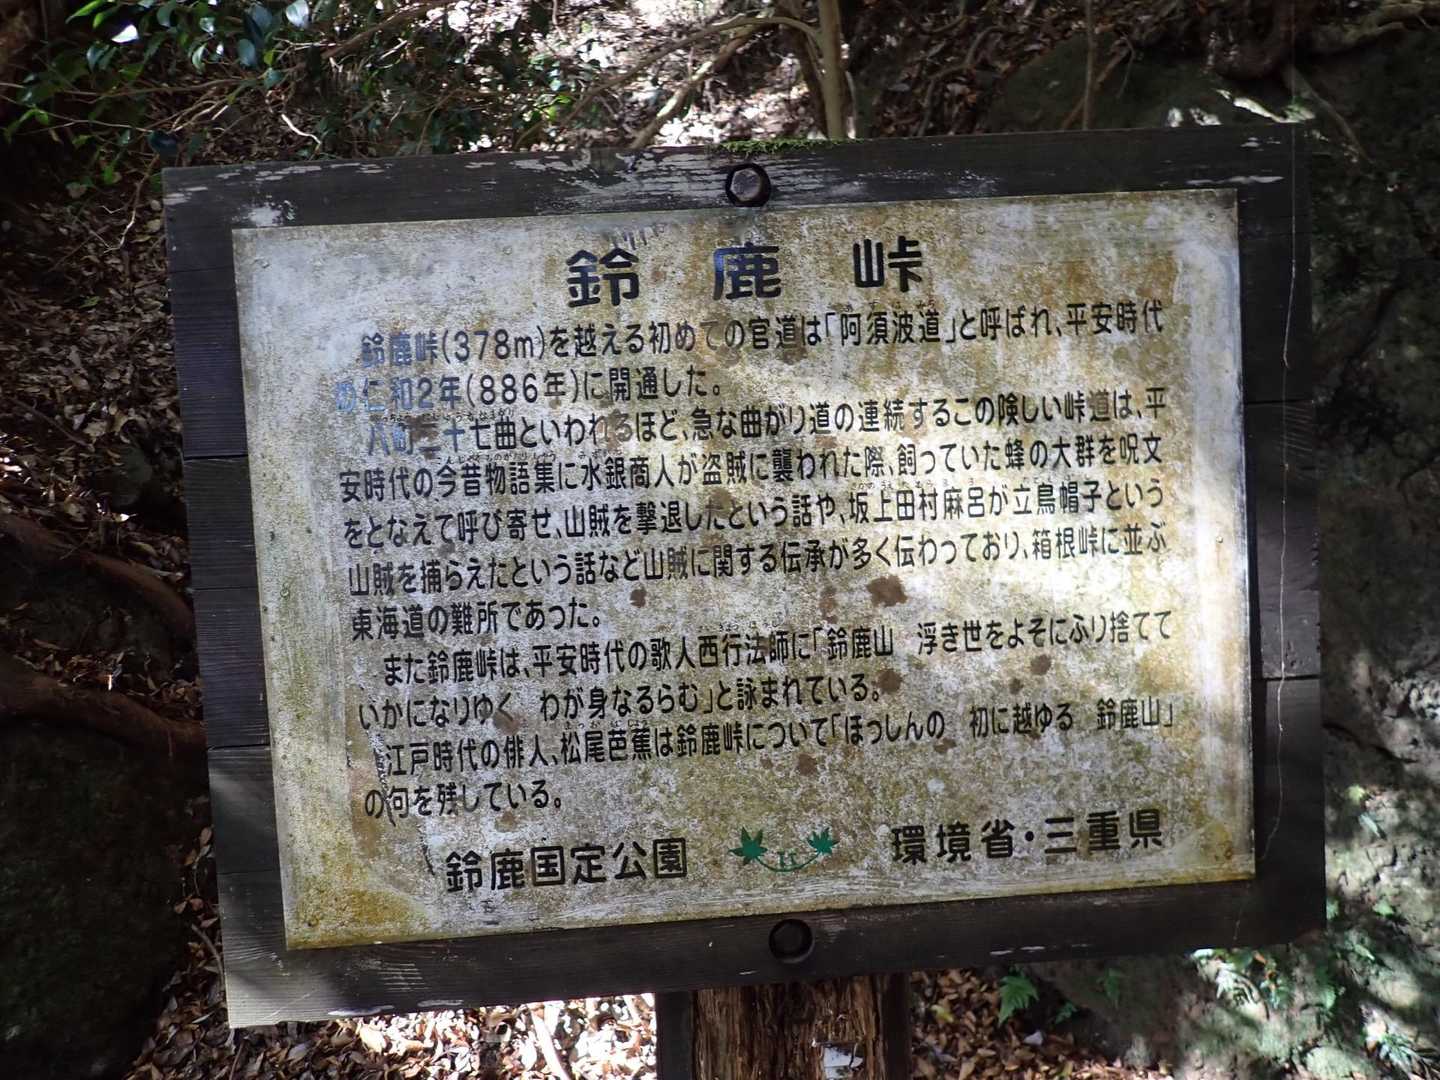 鈴鹿峠
鈴鹿峠(378m)を越える初めての官道は「阿須波道」と呼ばれ、平安時代
の仁和2年(886年)に開通した。
八町二十七曲といわれるほど、急な曲がり道の連続するこの険しい峠道は、平
安時代の今昔物語集に水銀商人が盗賊に襲われた際、飼っていた蜂の大群を呪文
をとなえて呼び寄せ、山賊を撃退したという話や、坂上田村麻呂が立烏帽子という
山賊を捕らえたという話など山賊に関する伝承が多く伝わっており、箱根峠に並ぶ
東海道の難所であった。
また鈴鹿峠は、平安時代の歌人西行法師に「鈴鹿山 浮き世をよそにふり捨てて
いかになりゆく わが身なるらむ」と詠まれている。
江戸時代の俳人、松尾芭蕉は鈴鹿峠について「ほっしんの 初に越ゆる 鈴鹿山」
の句を残している。
鈴鹿国定公園 環境省・三重県